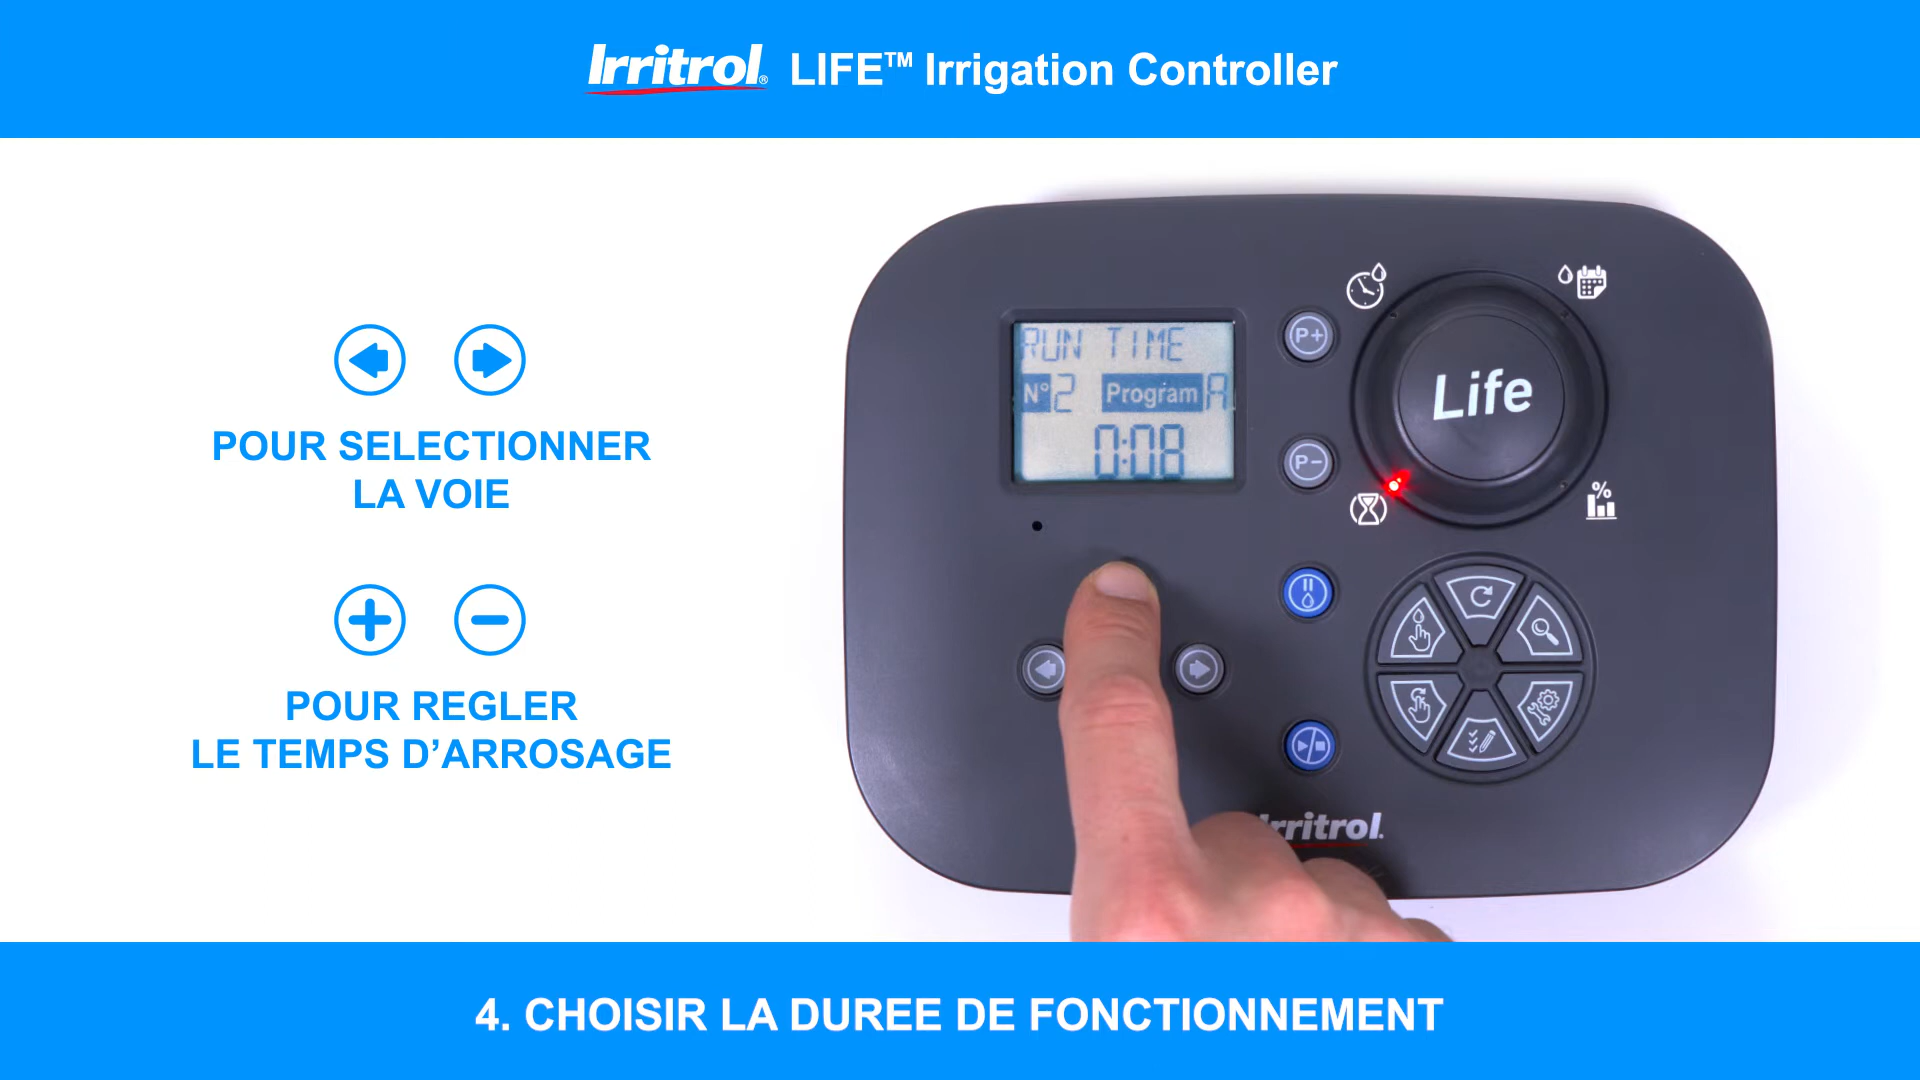 Irritrol® LIFE™ Irrigation Controller
POUR SELECTIONNER
LA VOIE
POUR REGLER
LE TEMPS D’ARROSAGE
RUN TIME
N° 2 Program A
0:08
P+
P-
Life
%
Irritrol.
4. CHOISIR LA DUREE DE FONCTIONNEMENT